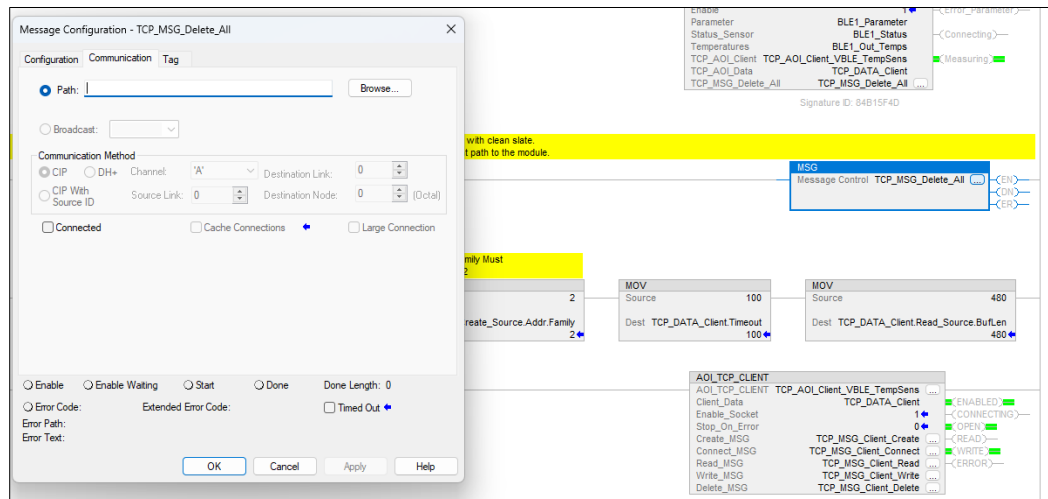 Message Configuration - TCP_MSG_Delete_All
Configuration Communication Tag
Path:
Browse...
Broadcast:
Communication Method
CIP DH+ Channel: 'A' Destination Link: 0
CIP With Source ID Source Link: 0 Destination Node: 0 (Octal)
Connected Cache Connections Large Connection
Enable Enable Waiting Start Done Done Length: 0
Error Code: Extended Error Code: Timed Out
Error Path:
Error Text:
OK Cancel Apply Help
Enable 1 (Error_Parameter)
Parameter BLE1_Parameter
Status_Sensor BLE1_Status (Connecting)
Temperatures BLE1_Out_Temps
TCP_AOI_Client TCP_AOI_Client_VBLE_TempSens (Measuring)
TCP_AOI_Data TCP_DATA_Client
TCP_MSG_Delete_All TCP_MSG_Delete_All ...
Signature ID: 84B15F4D
with clean slate.
t path to the module.
MSG
Message Control TCP_MSG_Delete_All ... (EN)
(DN)
(ER)
mily Must
2
2
reate_Source.Addr.Family
2
MOV
Source 100
Dest TCP_DATA_Client.Timeout
100
MOV
Source 480
Dest TCP_DATA_Client.Read_Source.BufLen
480
AOI_TCP_CLIENT
AOI_TCP_CLIENT TCP_AOI_Client_VBLE_TempSens ...
Client_Data TCP_DATA_Client (ENABLED)
Enable_Socket 1 (CONNECTING)
Stop_On_Error 0 (OPEN)
Create_MSG TCP_MSG_Client_Create ... (READ)
Connect_MSG TCP_MSG_Client_Connect ... (WRITE)
Read_MSG TCP_MSG_Client_Read ... (ERROR)
Write_MSG TCP_MSG_Client_Write ...
Delete_MSG TCP_MSG_Client_Delete ...